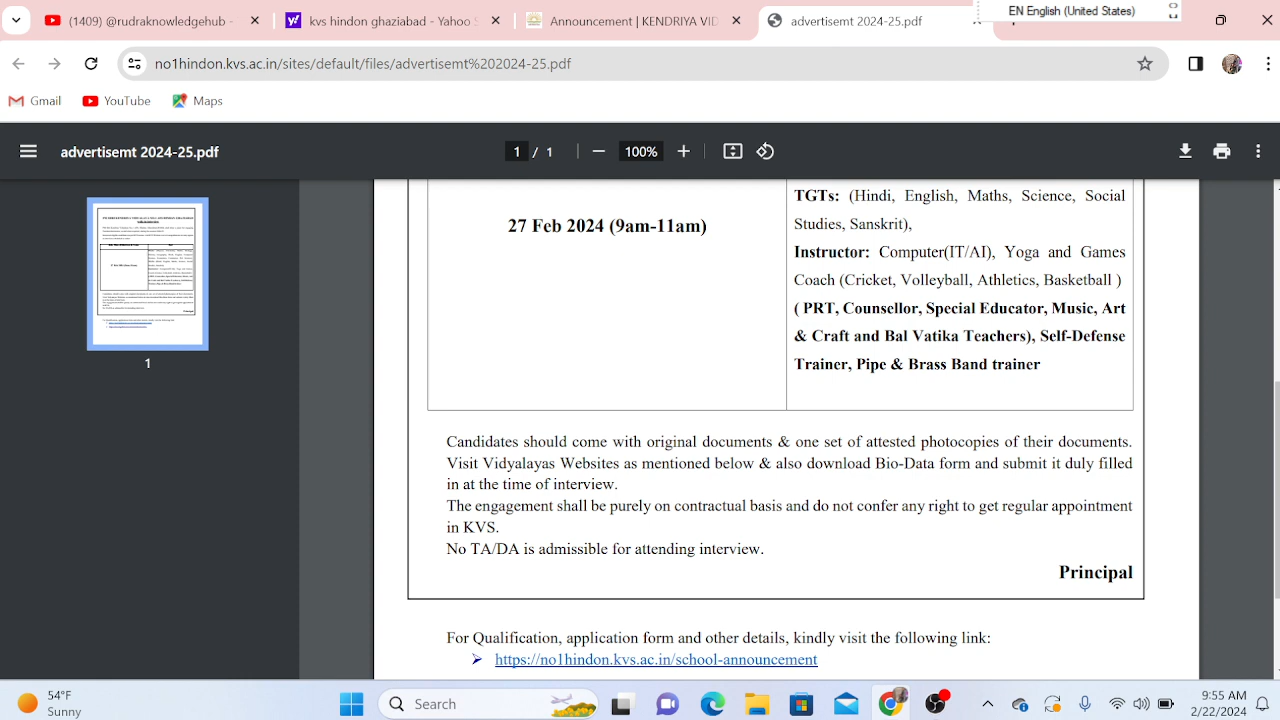 (1409) @rudraknowledgehub -
kvs hindon ghaziabad - Yahoo S
Announcement | KENDRIYA VID
advertisemt 2024-25.pdf
EN English (United States)
no1hindon.kvs.ac.in/sites/default/files/advertisemt%202024-25.pdf
Gmail
YouTube
Maps
advertisemt 2024-25.pdf
1 / 1
100%
TGTs: (Hindi, English, Maths, Science, Social
Studies, Sanskrit),
27 Feb 2024 (9am-11am)
Instructor: Computer(IT/AI), Yoga and Games
Coach (Cricket, Volleyball, Athletics, Basketball )
( PRT, Counsellor, Special Educator, Music, Art
& Craft and Bal Vatika Teachers), Self-Defense
Trainer, Pipe & Brass Band trainer
1
Candidates should come with original documents & one set of attested photocopies of their documents.
Visit Vidyalayas Websites as mentioned below & also download Bio-Data form and submit it duly filled
in at the time of interview.
The engagement shall be purely on contractual basis and do not confer any right to get regular appointment
in KVS.
No TA/DA is admissible for attending interview.
Principal
For Qualification, application form and other details, kindly visit the following link:
➤ https://no1hindon.kvs.ac.in/school-announcement
54°F
Sunny
Search
9:55 AM
2/22/2024